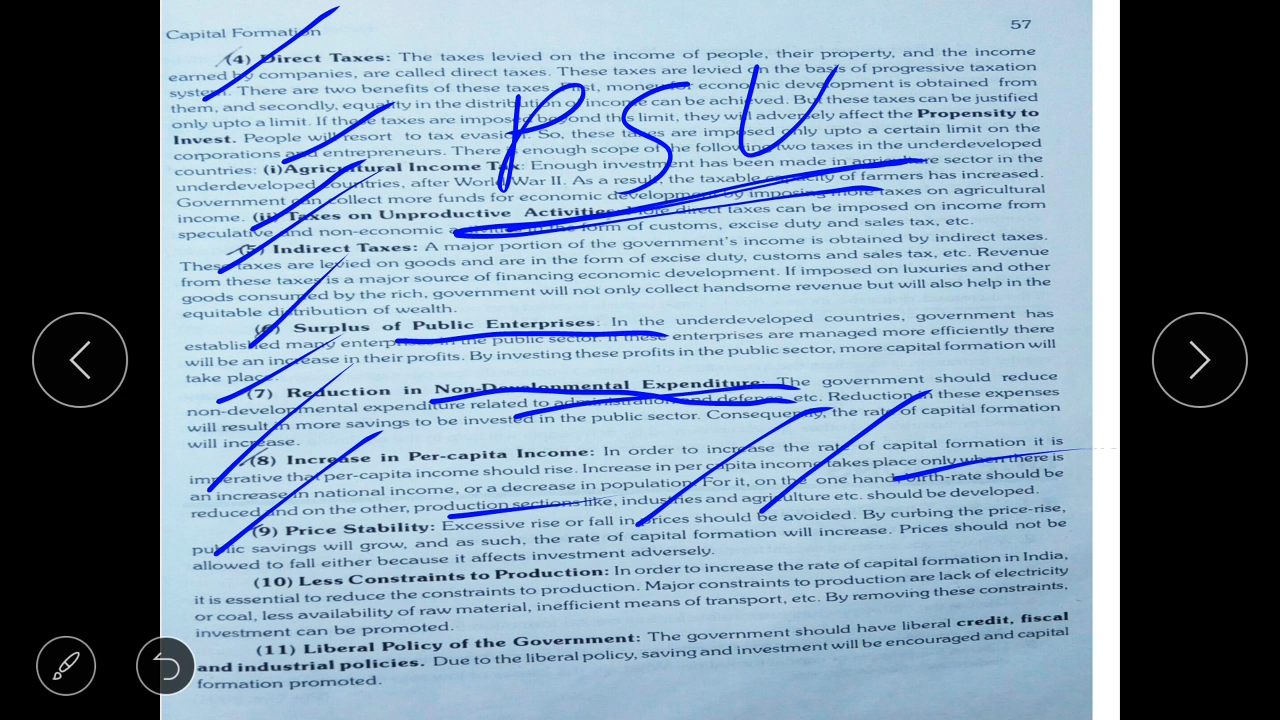 Capital Formation 57
(4) Direct Taxes: The taxes levied on the income of people, their property, and the income
earned by companies, are called direct taxes. These taxes are levied on the basis of progressive taxation
system. There are two benefits of these taxes. First, money for economic development is obtained from
them, and secondly, equality in the distribution of income can be achieved. But these taxes can be justified
only upto a limit. If these taxes are imposed beyond this limit, they will adversely affect the Propensity to
Invest. People will resort to tax evasion. So, these taxes are imposed only upto a certain limit on the
corporations and entrepreneurs. There is enough scope of the following two taxes in the underdeveloped
countries: (i)Agricultural Income Tax: Enough investment has been made in agriculture sector in the
underdeveloped countries, after World War II. As a result, the taxable capacity of farmers has increased.
Government can collect more funds for economic development by imposing more taxes on agricultural
income. (ii) Taxes on Unproductive Activities: More direct taxes can be imposed on income from
speculative and non-economic activities in the form of customs, excise duty and sales tax, etc.
(5) Indirect Taxes: A major portion of the government's income is obtained by indirect taxes.
These taxes are levied on goods and are in the form of excise duty, customs and sales tax, etc. Revenue
from these taxes is a major source of financing economic development. If imposed on luxuries and other
goods consumed by the rich, government will not only collect handsome revenue but will also help in the
equitable distribution of wealth.
(6) Surplus of Public Enterprises: In the underdeveloped countries, government has
established many enterprises in the public sector. If these enterprises are managed more efficiently there
will be an increase in their profits. By investing these profits in the public sector, more capital formation will
take place.
(7) Reduction in Non-Developmental Expenditure: The government should reduce
non-developmental expenditure related to administration and defence, etc. Reduction in these expenses
will result in more savings to be invested in the public sector. Consequently, the rate of capital formation
will increase.
(8) Increase in Per-capita Income: In order to increase the rate of capital formation it is
imperative that per-capita income should rise. Increase in per capita income takes place only when there is
an increase in national income, or a decrease in population. For it, on the one hand, birth-rate should be
reduced and on the other, production sections like, industries and agriculture etc. should be developed.
(9) Price Stability: Excessive rise or fall in prices should be avoided. By curbing the price-rise,
public savings will grow, and as such, the rate of capital formation will increase. Prices should not be
allowed to fall either because it affects investment adversely.
(10) Less Constraints to Production: In order to increase the rate of capital formation in India,
it is essential to reduce the constraints to production. Major constraints to production are lack of electricity
or coal, less availability of raw material, inefficient means of transport, etc. By removing these constraints,
investment can be promoted.
(11) Liberal Policy of the Government: The government should have liberal credit, fiscal
and industrial policies. Due to the liberal policy, saving and investment will be encouraged and capital
formation promoted.
PSU